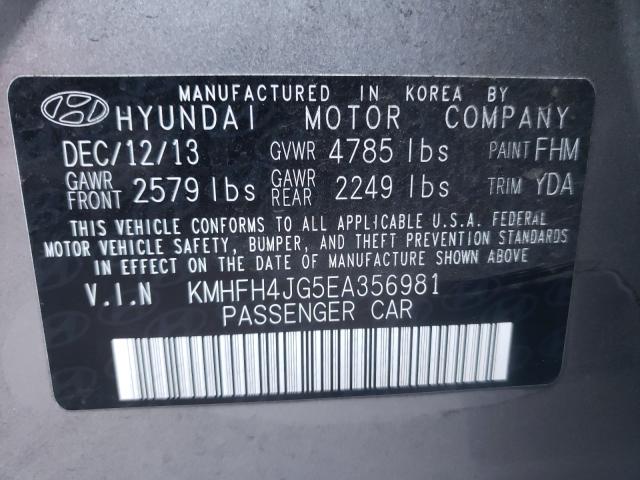 MANUFACTURED IN KOREA BY
HYUNDAI MOTOR COMPANY
DEC/12/13 GVWR 4785 lbs PAINT FHM
GAWR FRONT 2579 lbs GAWR REAR 2249 lbs TRIM YDA
THIS VEHICLE CONFORMS TO ALL APPLICABLE U.S.A. FEDERAL
MOTOR VEHICLE SAFETY, BUMPER, AND THEFT PREVENTION STANDARDS
IN EFFECT ON THE DATE OF MANUFACTURE SHOWN ABOVE
V.I.N KMHFH4JG5EA356981
PASSENGER CAR